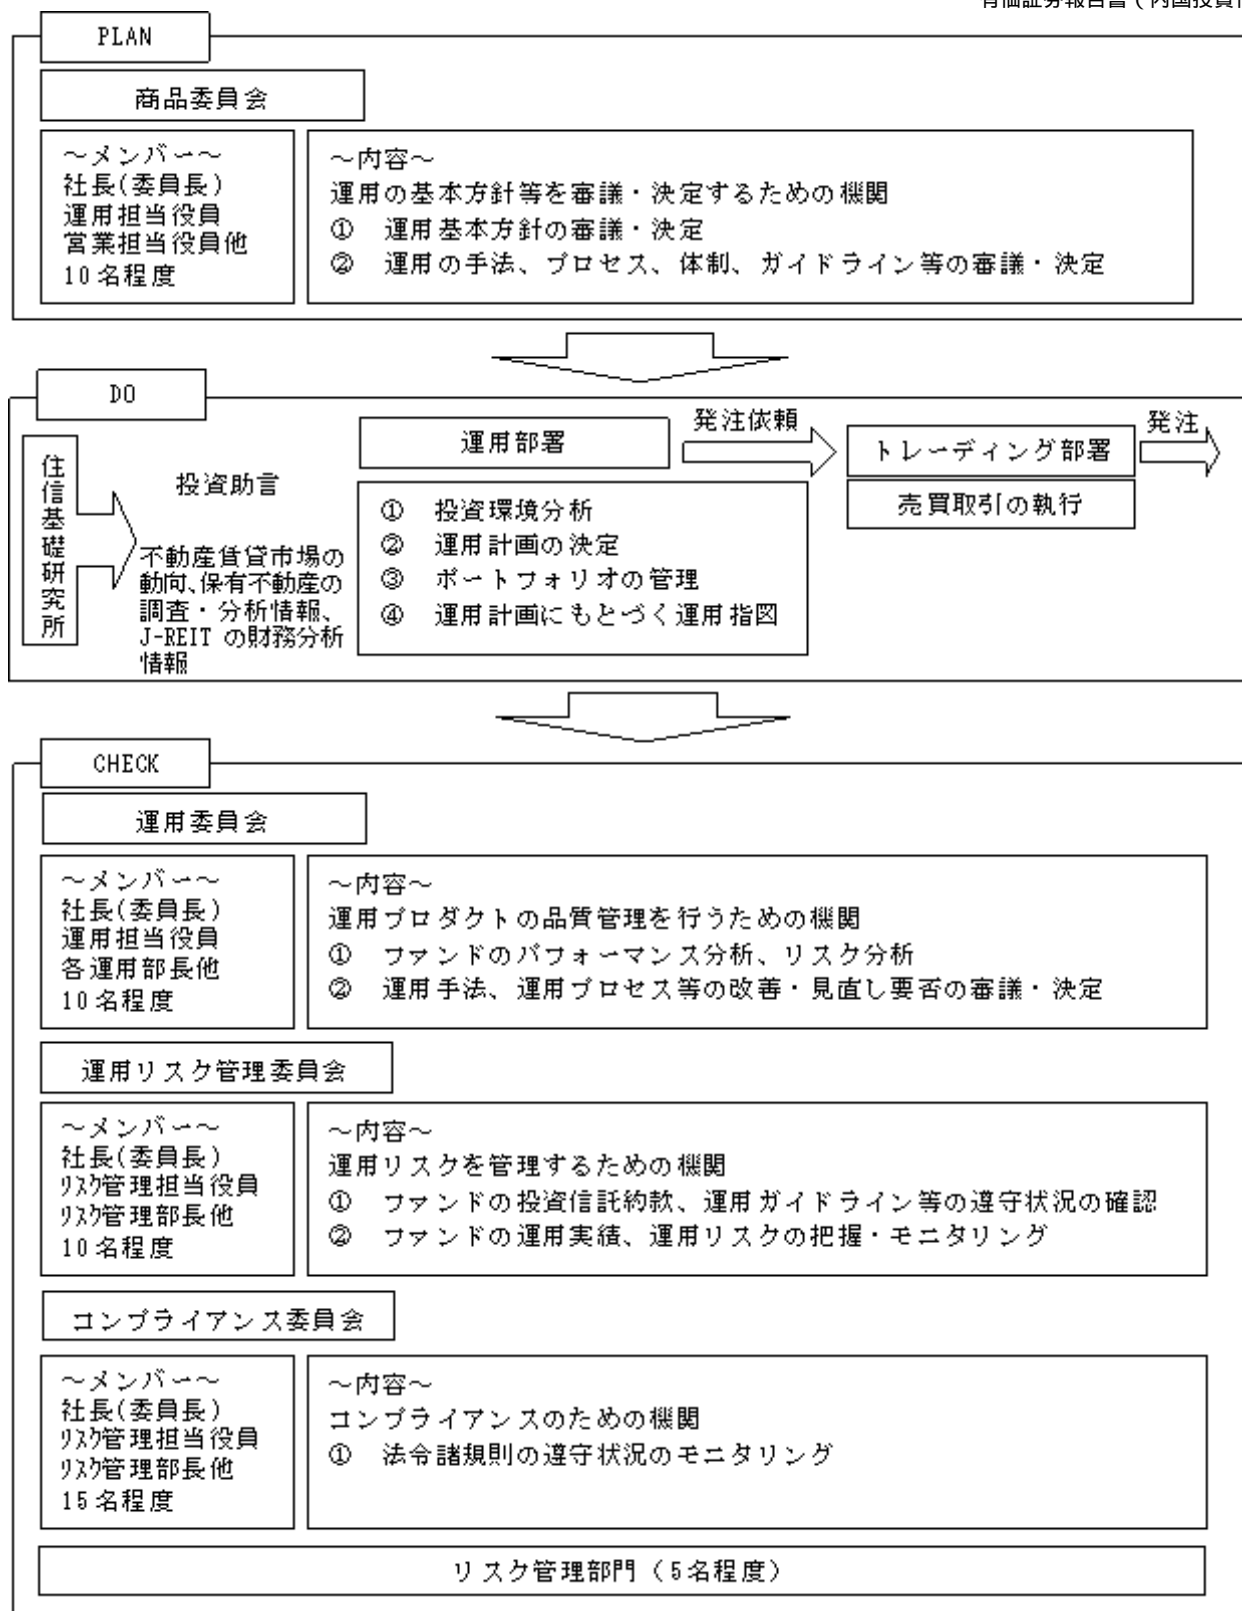 有価証券報告書（内国投資信
PLAN
商品委員会
～メンバー～
社長(委員長)
運用担当役員
営業担当役員他
10名程度
～内容～
運用の基本方針等を審議・決定するための機関
① 運用基本方針の審議・決定
② 運用の手法、プロセス、体制、ガイドライン等の審議・決定
DO
住信基礎研究所
投資助言
不動産賃貸市場の
動向、保有不動産の
調査・分析情報、
J-REIT の財務分析
情報
運用部署
① 投資環境分析
② 運用計画の決定
③ ポートフォリオの管理
④ 運用計画にもとづく運用指図
発注依頼
トレーディング部署
売買取引の執行
発注
CHECK
運用委員会
～メンバー～
社長(委員長)
運用担当役員
各運用部長他
10名程度
～内容～
運用プロダクトの品質管理を行うための機関
① ファンドのパフォーマンス分析、リスク分析
② 運用手法、運用プロセス等の改善・見直し要否の審議・決定
運用リスク管理委員会
～メンバー～
社長(委員長)
ﾘｽｸ管理担当役員
ﾘｽｸ管理部長他
10名程度
～内容～
運用リスクを管理するための機関
① ファンドの投資信託約款、運用ガイドライン等の遵守状況の確認
② ファンドの運用実績、運用リスクの把握・モニタリング
コンプライアンス委員会
～メンバー～
社長(委員長)
ﾘｽｸ管理担当役員
ﾘｽｸ管理部長他
15名程度
～内容～
コンプライアンスのための機関
① 法令諸規則の遵守状況のモニタリング
リスク管理部門（5名程度）